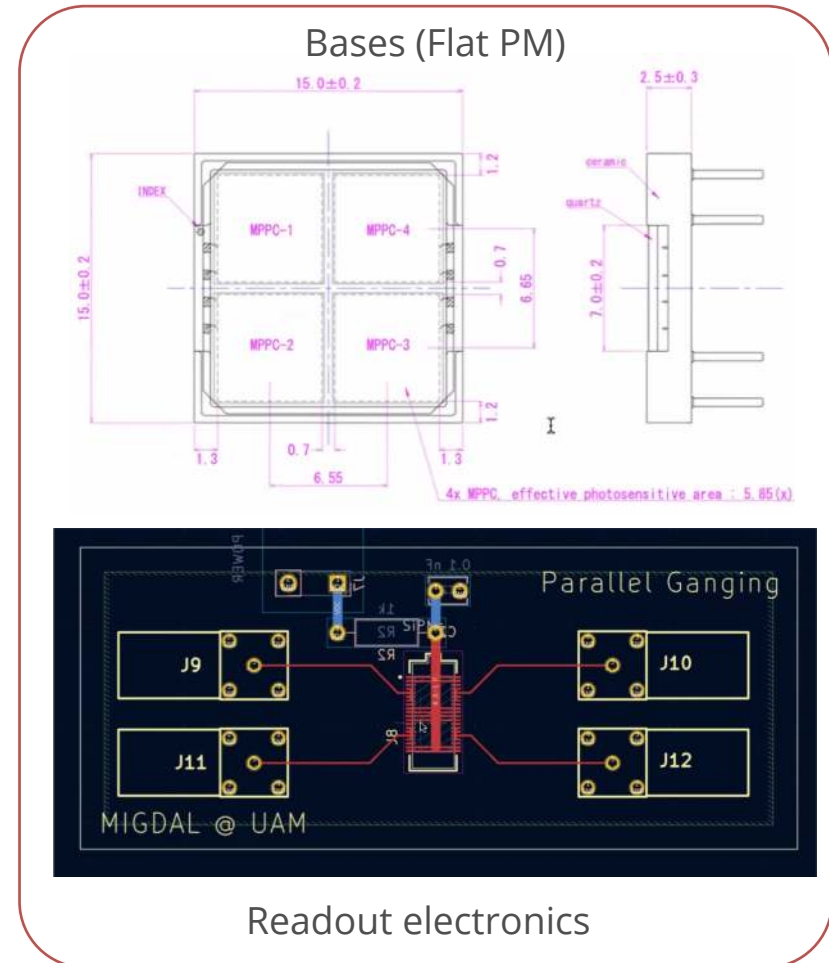 Bases (Flat PM)
15.0±0.2
2.5±0.3
1.2
ceramic
INDEX
quartz
MPPC-1
MPPC-4
15.0±0.2
0.7
6.65
7.0±0.2
MPPC-2
MPPC-3
1.2
1.3
0.7
1.3
6.55
4x MPPC, effective photosensitive area : 5.85(x)
POWER
0.1 nF
Parallel Ganging
J7
1k
R2
R2
J9
J10
J8
J11
J12
MIGDAL @ UAM
Readout electronics